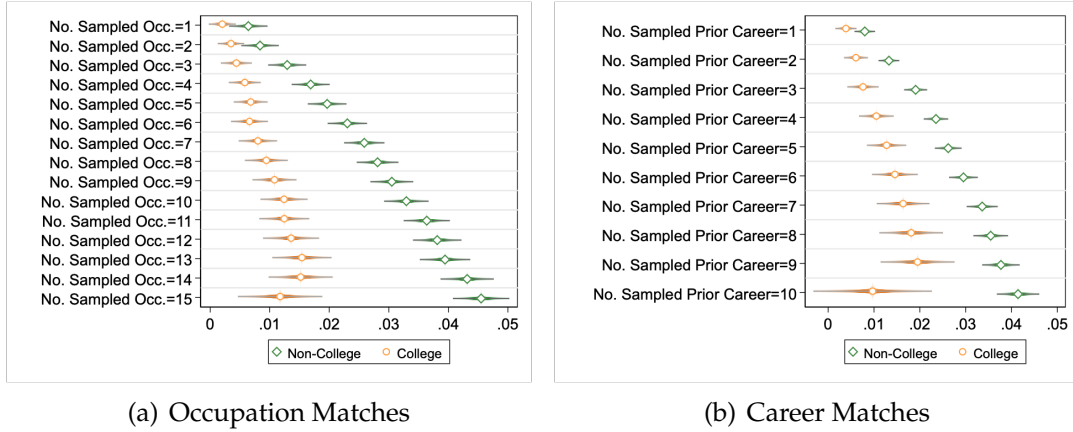 No. Sampled Occ.=1
No. Sampled Occ.=2
No. Sampled Occ.=3
No. Sampled Occ.=4
No. Sampled Occ.=5
No. Sampled Occ.=6
No. Sampled Occ.=7
No. Sampled Occ.=8
No. Sampled Occ.=9
No. Sampled Occ.=10
No. Sampled Occ.=11
No. Sampled Occ.=12
No. Sampled Occ.=13
No. Sampled Occ.=14
No. Sampled Occ.=15
0 .01 .02 .03 .04 .05
Non-College College
(a) Occupation Matches
No. Sampled Prior Career=1
No. Sampled Prior Career=2
No. Sampled Prior Career=3
No. Sampled Prior Career=4
No. Sampled Prior Career=5
No. Sampled Prior Career=6
No. Sampled Prior Career=7
No. Sampled Prior Career=8
No. Sampled Prior Career=9
No. Sampled Prior Career=10
0 .01 .02 .03 .04 .05
Non-College College
(b) Career Matches